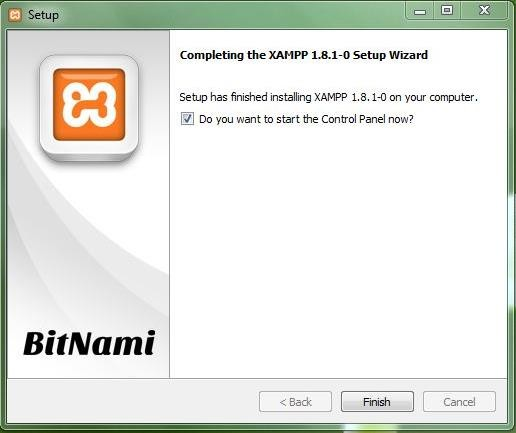 Setup
Completing the XAMPP 1.8.1-0 Setup Wizard
Setup has finished installing XAMPP 1.8.1-0 on your computer.
Do you want to start the Control Panel now?
BitNami
< Back
Finish
Cancel